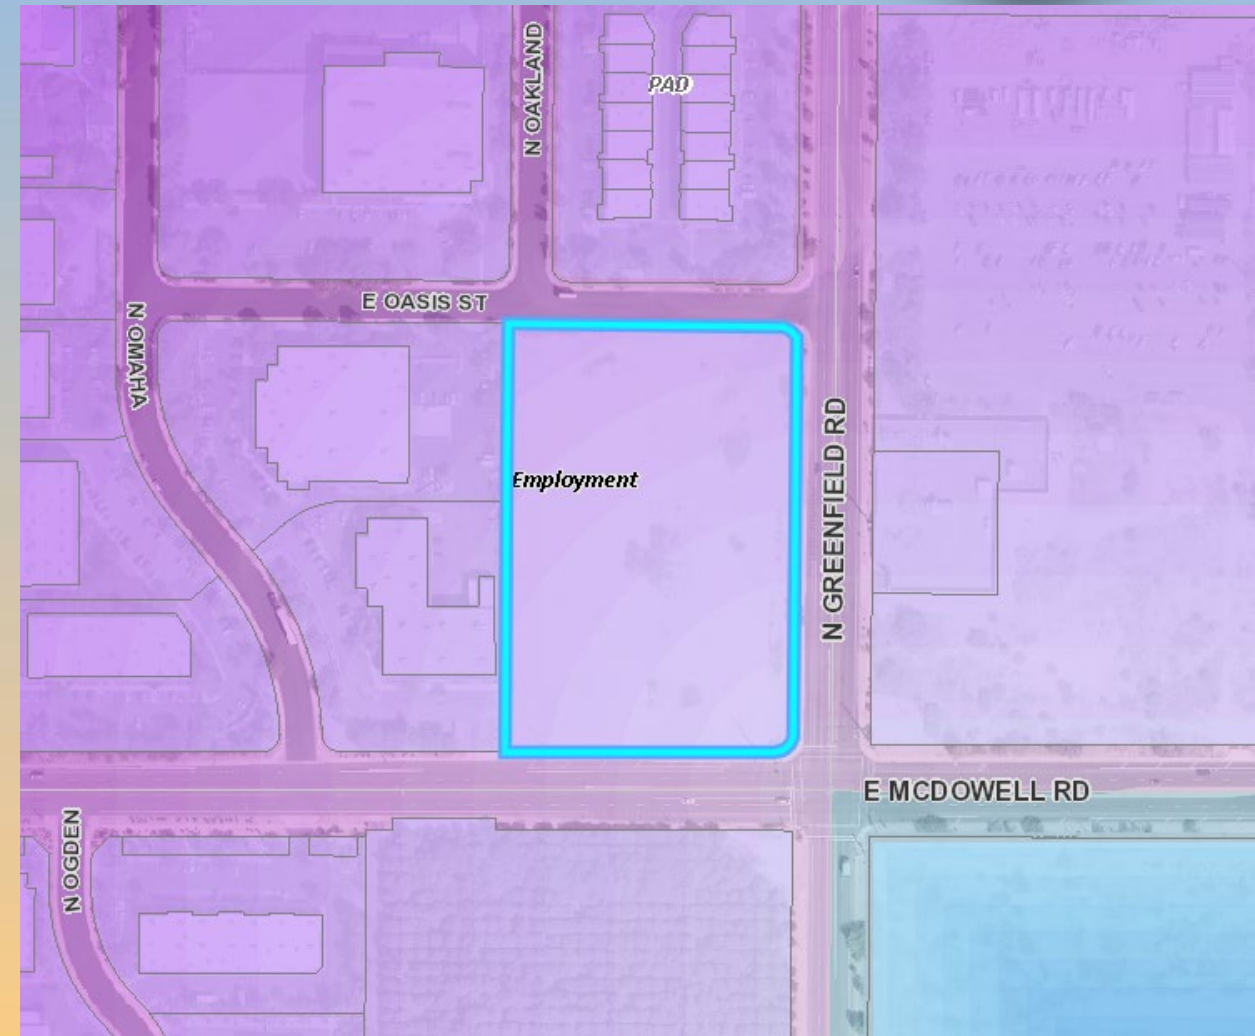 N OAKLAND
PAD
E OASIS ST
N OMAHA
Employment
N GREENFIELD RD
E MCDOWELL RD
N OGDEN